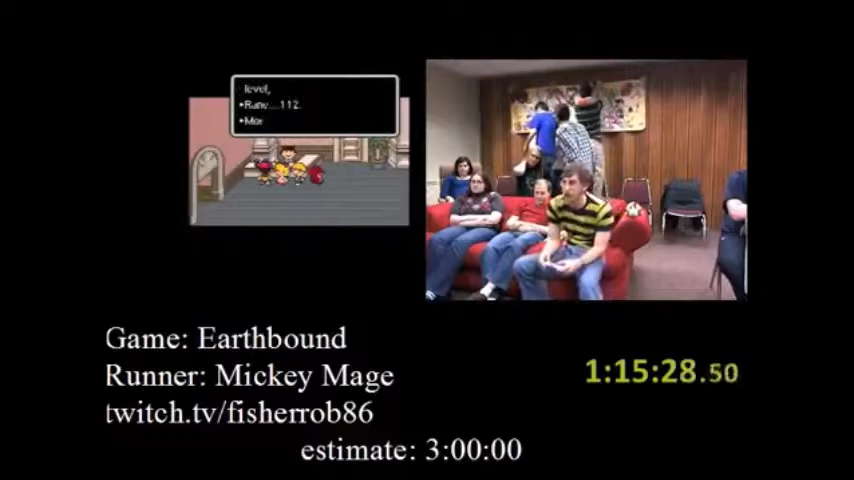 level,
•Rane...112.
•Mor
Game: Earthbound
Runner: Mickey Mage
twitch.tv/fisherrob86
1:15:28.50
estimate: 3:00:00